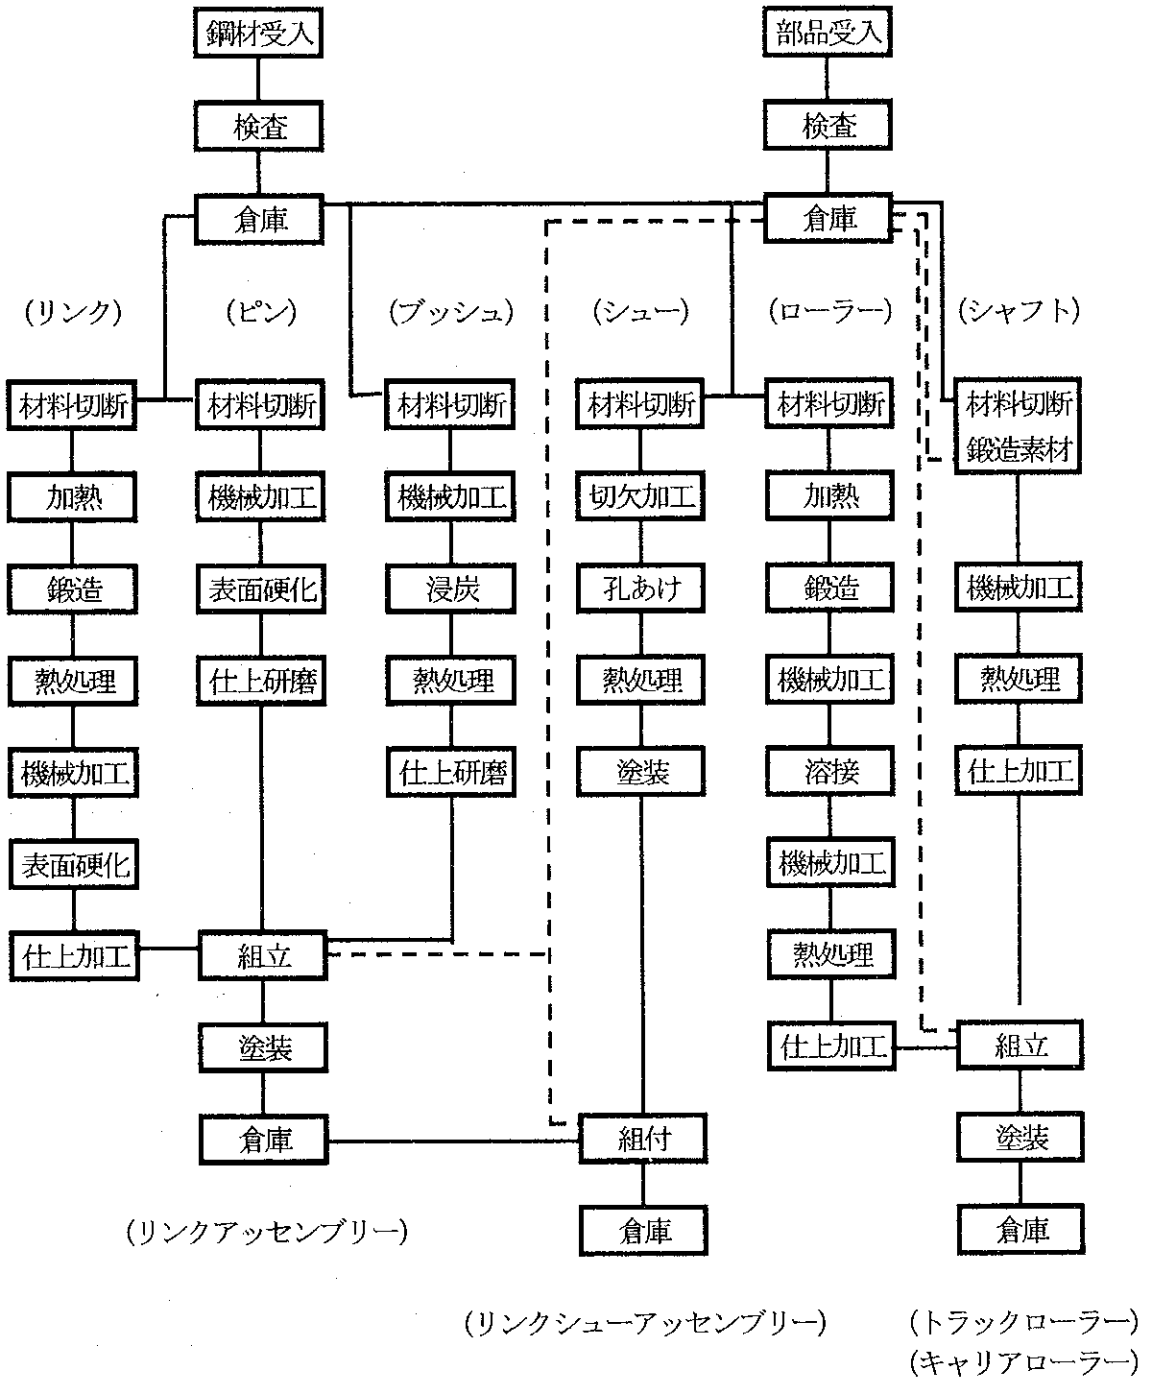 鋼材受入
部品受入
検査
検査
倉庫
倉庫
(リンク)
(ピン)
(ブッシュ)
(シュー)
(ローラー)
(シャフト)
材料切断
材料切断
材料切断
材料切断
材料切断
材料切断
鍛造素材
加熱
機械加工
機械加工
切欠加工
加熱
鍛造
表面硬化
浸炭
孔あけ
鍛造
機械加工
熱処理
仕上研磨
熱処理
熱処理
機械加工
熱処理
機械加工
仕上研磨
塗装
溶接
仕上加工
表面硬化
機械加工
仕上加工
組立
熱処理
塗装
仕上加工
組立
倉庫
組付
塗装
(リンクアッセンブリー)
倉庫
倉庫
(リンクシューアッセンブリー)
(トラックローラー)
(キャリアローラー)